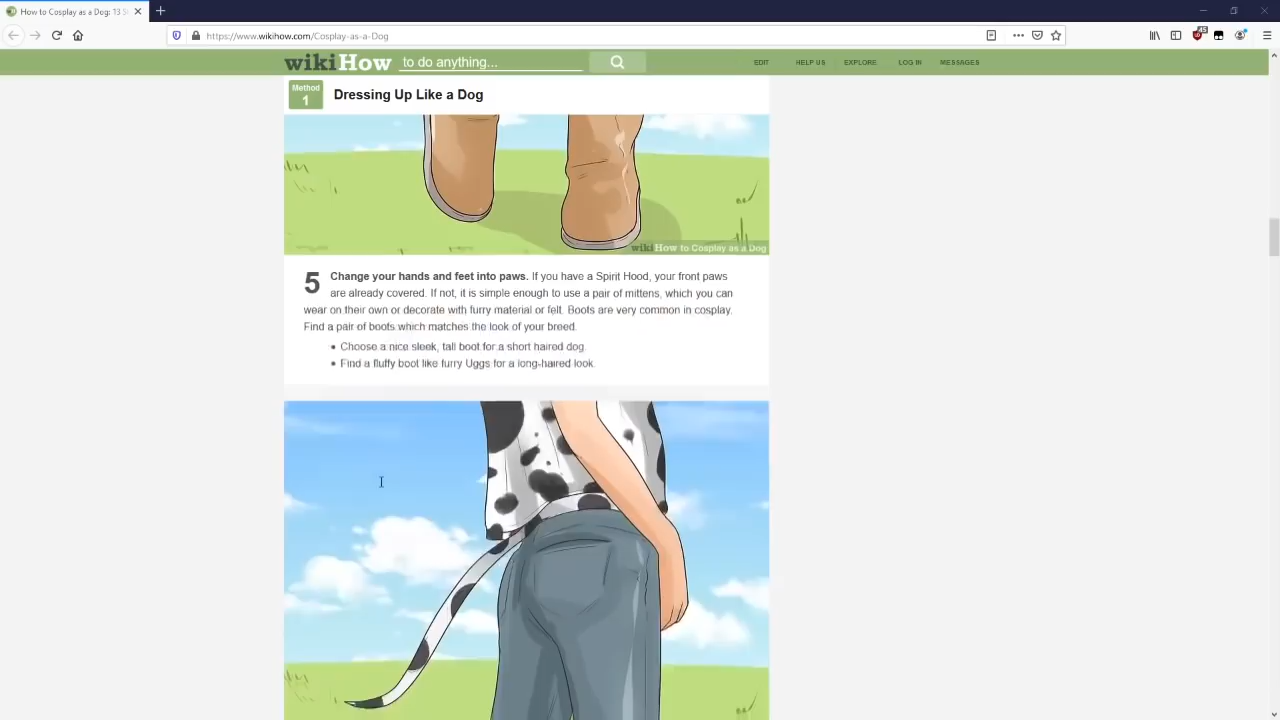 How to Cosplay as a Dog: 13 St
https://www.wikihow.com/Cosplay-as-a-Dog
wikiHow to do anything... EDIT HELP US EXPLORE LOG IN MESSAGES
Method
1
Dressing Up Like a Dog
wikiHow to Cosplay as a Dog
5 Change your hands and feet into paws. If you have a Spirit Hood, your front paws
are already covered. If not, it is simple enough to use a pair of mittens, which you can
wear on their own or decorate with furry material or felt. Boots are very common in cosplay.
Find a pair of boots which matches the look of your breed.
• Choose a nice sleek, tall boot for a short haired dog.
• Find a fluffy boot like furry Uggs for a long-haired look.